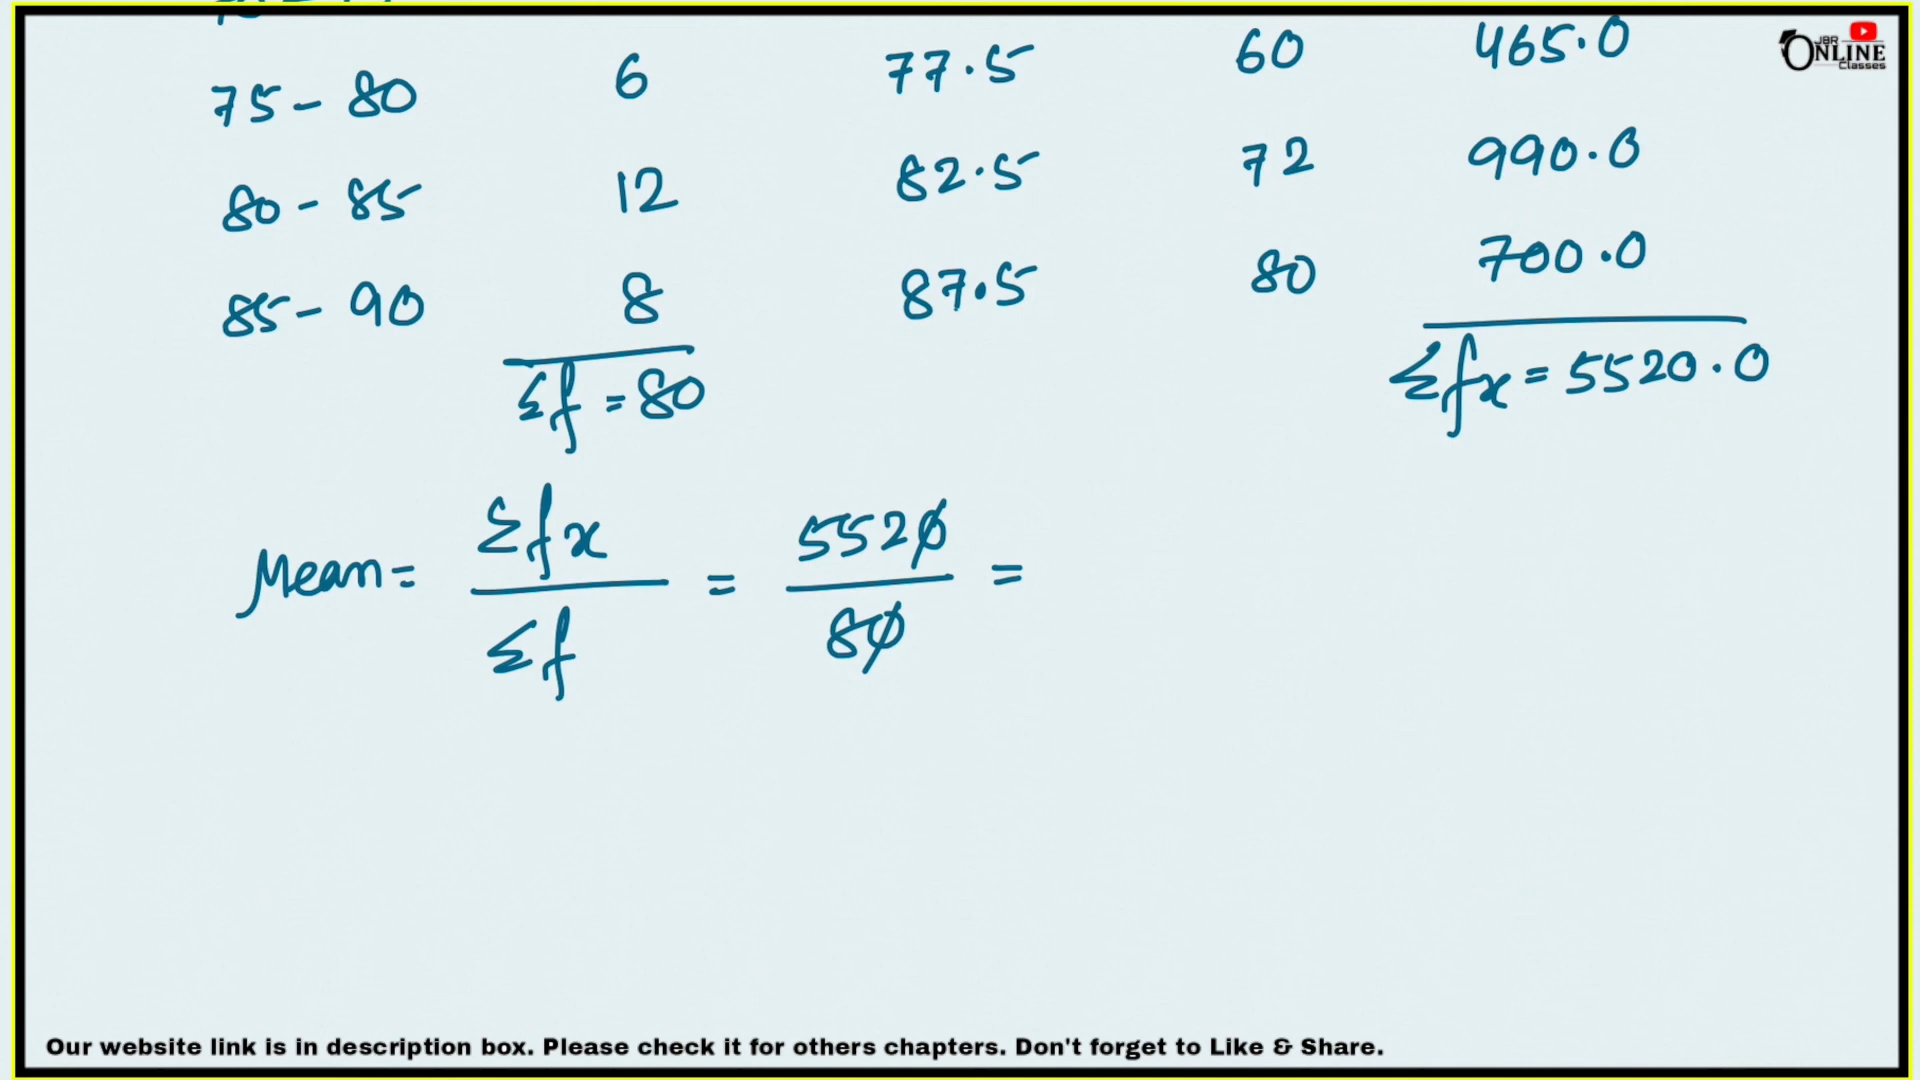 75 - 80 6 77.5 60 465.0
80 - 85 12 82.5 72 990.0
85 - 90 8 87.5 80 700.0
Σf = 80 Σfx = 5520.0
Mean = Σfx / Σf = 5520 / 80 =
JBR
ONLINE
Classes
Our website link is in description box. Please check it for others chapters. Don't forget to Like & Share.